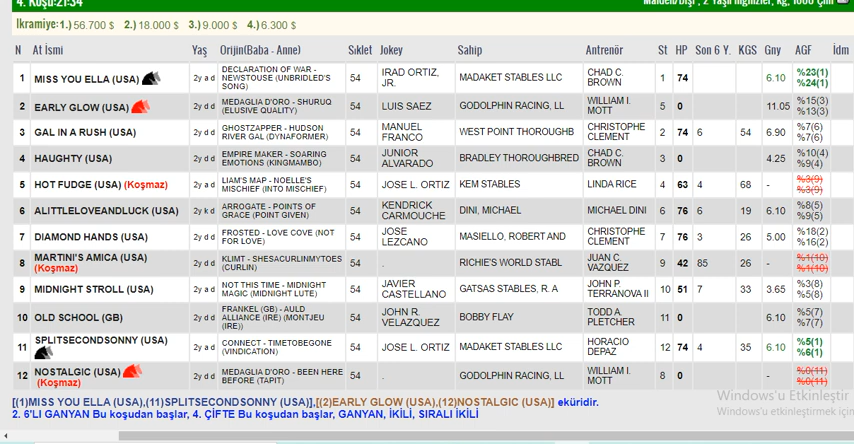 4. Koşu:21:34 Maiden/Dişi , 2 Yaşlı İngilizler,
İkramiye:1.) 56.700 $ 2.) 18.000 $ 3.) 9.000 $ 4.) 6.300 $
N At İsmi Yaş Orijin(Baba - Anne) Sıklet Jokey Sahip Antrenör St HP Son 6 Y. KGS Gny AGF İdm
1 MISS YOU ELLA (USA) 2y a d DECLARATION OF WAR - NEWSTOUSE (UNBRIDLED'S SONG) 54 IRAD ORTIZ, JR. MADAKET STABLES LLC CHAD C. BROWN 1 74 6.10 %23(1) %24(1)
2 EARLY GLOW (USA) 2y d d MEDAGLIA D'ORO - SHURUQ (ELUSIVE QUALITY) 54 LUIS SAEZ GODOLPHIN RACING, LL WILLIAM I. MOTT 5 0 11.05 %15(3) %13(3)
3 GAL IN A RUSH (USA) 2y d d GHOSTZAPPER - HUDSON RIVER GAL (DYNAFORMER) 54 MANUEL FRANCO WEST POINT THOROUGHB CHRISTOPHE CLEMENT 2 74 6 54 6.90 %7(6) %7(6)
4 HAUGHTY (USA) 2y d d EMPIRE MAKER - SOARING EMOTIONS (KINGMAMBO) 54 JUNIOR ALVARADO BRADLEY THOROUGHBRED CHAD C. BROWN 3 0 4.25 %10(4) %9(4)
5 HOT FUDGE (USA) (Koşmaz) 2y a d LIAM'S MAP - NOELLE'S MISCHIEF (INTO MISCHIEF) 54 JOSE L. ORTIZ KEM STABLES LINDA RICE 4 63 4 68 - %3(9) %3(9)
6 ALITTLELOVEANDLUCK (USA) 2y k d ARROGATE - POINTS OF GRACE (POINT GIVEN) 54 KENDRICK CARMOUCHE DINI, MICHAEL MICHAEL DINI 6 76 6 19 6.10 %8(5) %9(5)
7 DIAMOND HANDS (USA) 2y d d FROSTED - LOVE COVE (NOT FOR LOVE) 54 JOSE LEZCANO MASIELLO, ROBERT AND CHRISTOPHE CLEMENT 7 76 3 26 5.00 %18(2) %16(2)
8 MARTINI'S AMICA (USA) (Koşmaz) 2y d d KLIMT - SHESACURLINMYTOES (CURLIN) 54 . RICHIE'S WORLD STABL JUAN C. VAZQUEZ 9 42 85 26 - %1(10) %1(10)
9 MIDNIGHT STROLL (USA) 2y a d NOT THIS TIME - MIDNIGHT MAGIC (MIDNIGHT LUTE) 54 JAVIER CASTELLANO GATSAS STABLES, R. A JOHN P. TERRANOVA II 10 51 7 33 3.65 %3(8) %5(8)
10 OLD SCHOOL (GB) 2y d d FRANKEL (GB) - AULD ALLIANCE (IRE) (MONTJEU (IRE)) 54 JOHN R. VELAZQUEZ BOBBY FLAY TODD A. PLETCHER 11 0 6.10 %5(7) %7(7)
11 SPLITSECONDSONNY (USA) 2y a d CONNECT - TIMETOBEGONE (VINDICATION) 54 JOSE L. ORTIZ MADAKET STABLES LLC HORACIO DEPAZ 12 74 4 35 6.10 %5(1) %6(1)
12 NOSTALGIC (USA) (Koşmaz) 2y d d MEDAGLIA D'ORO - BEEN HERE BEFORE (TAPIT) 54 . GODOLPHIN RACING, LL WILLIAM I. MOTT 8 0 - %0(11) %0(11)
[(1)MISS YOU ELLA (USA),(11)SPLITSECONDSONNY (USA)],[(2)EARLY GLOW (USA),(12)NOSTALGIC (USA)] eküridir.
2. 6'LI GANYAN Bu koşudan başlar, 4. ÇİFTE Bu koşudan başlar, GANYAN, İKİLİ, SIRALI İKİLİ
Windows'u Etkinleştir
Windows'u etkinleştirmek için